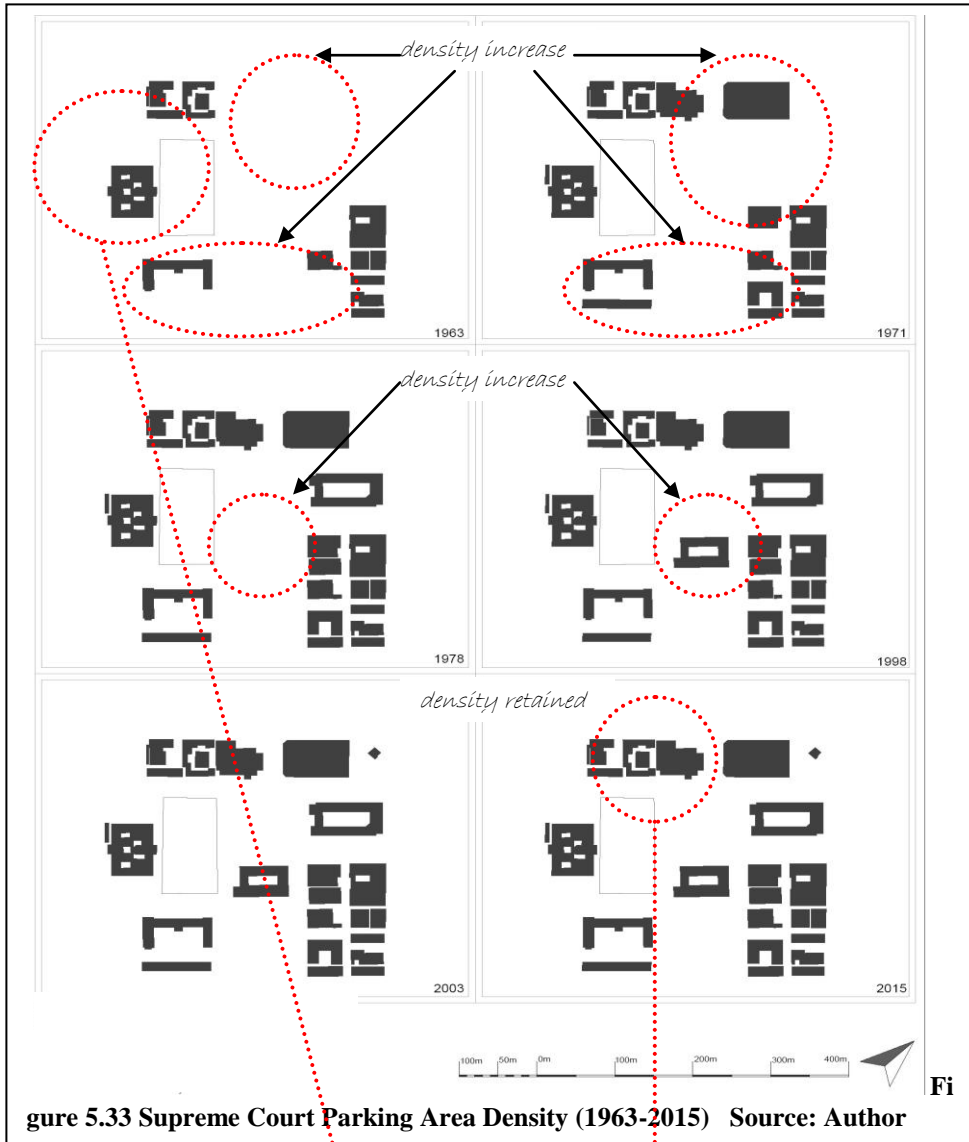 density increase
1963
1971
density increase
1978
1998
density retained
2003
2015
100m 50m 0m 100m 200m 300m 400m
Fi
gure 5.33 Supreme Court Parking Area Density (1963-2015) Source: Author